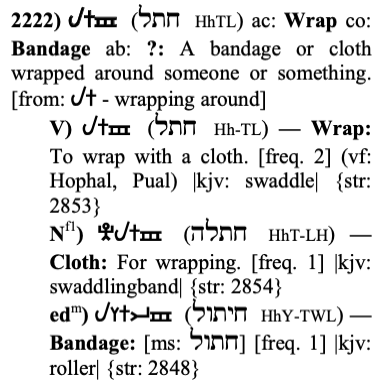 2222) (חתל HhTL) ac: Wrap co:
Bandage ab: ?: A bandage or cloth
wrapped around someone or something.
[from: - wrapping around]
V) (חתל Hh-TL) — Wrap:
To wrap with a cloth. [freq. 2] (vf:
Hophal, Pual) |kjv: swaddle| {str:
2853}
Nᶠ¹) (חתלה HhT-LH) —
Cloth: For wrapping. [freq. 1] |kjv:
swaddlingband| {str: 2854}
edᵐ) (חיתול HhY-TWL) —
Bandage: [ms: חתול] [freq. 1] |kjv:
roller| {str: 2848}